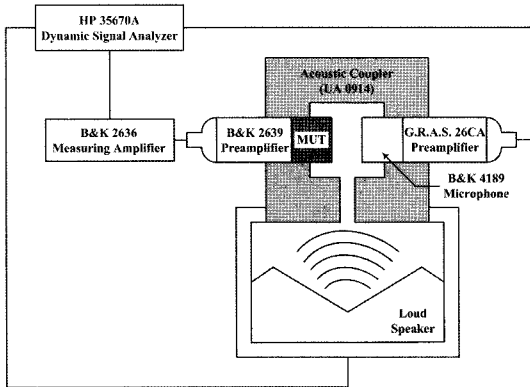 HP 35670A
Dynamic Signal Analyzer
Acoustic Coupler
(UA 0914)
B&K 2636
Measuring Amplifier
B&K 2639
Preamplifier
MUT
G.R.A.S. 26CA
Preamplifier
B&K 4189
Microphone
Loud
Speaker